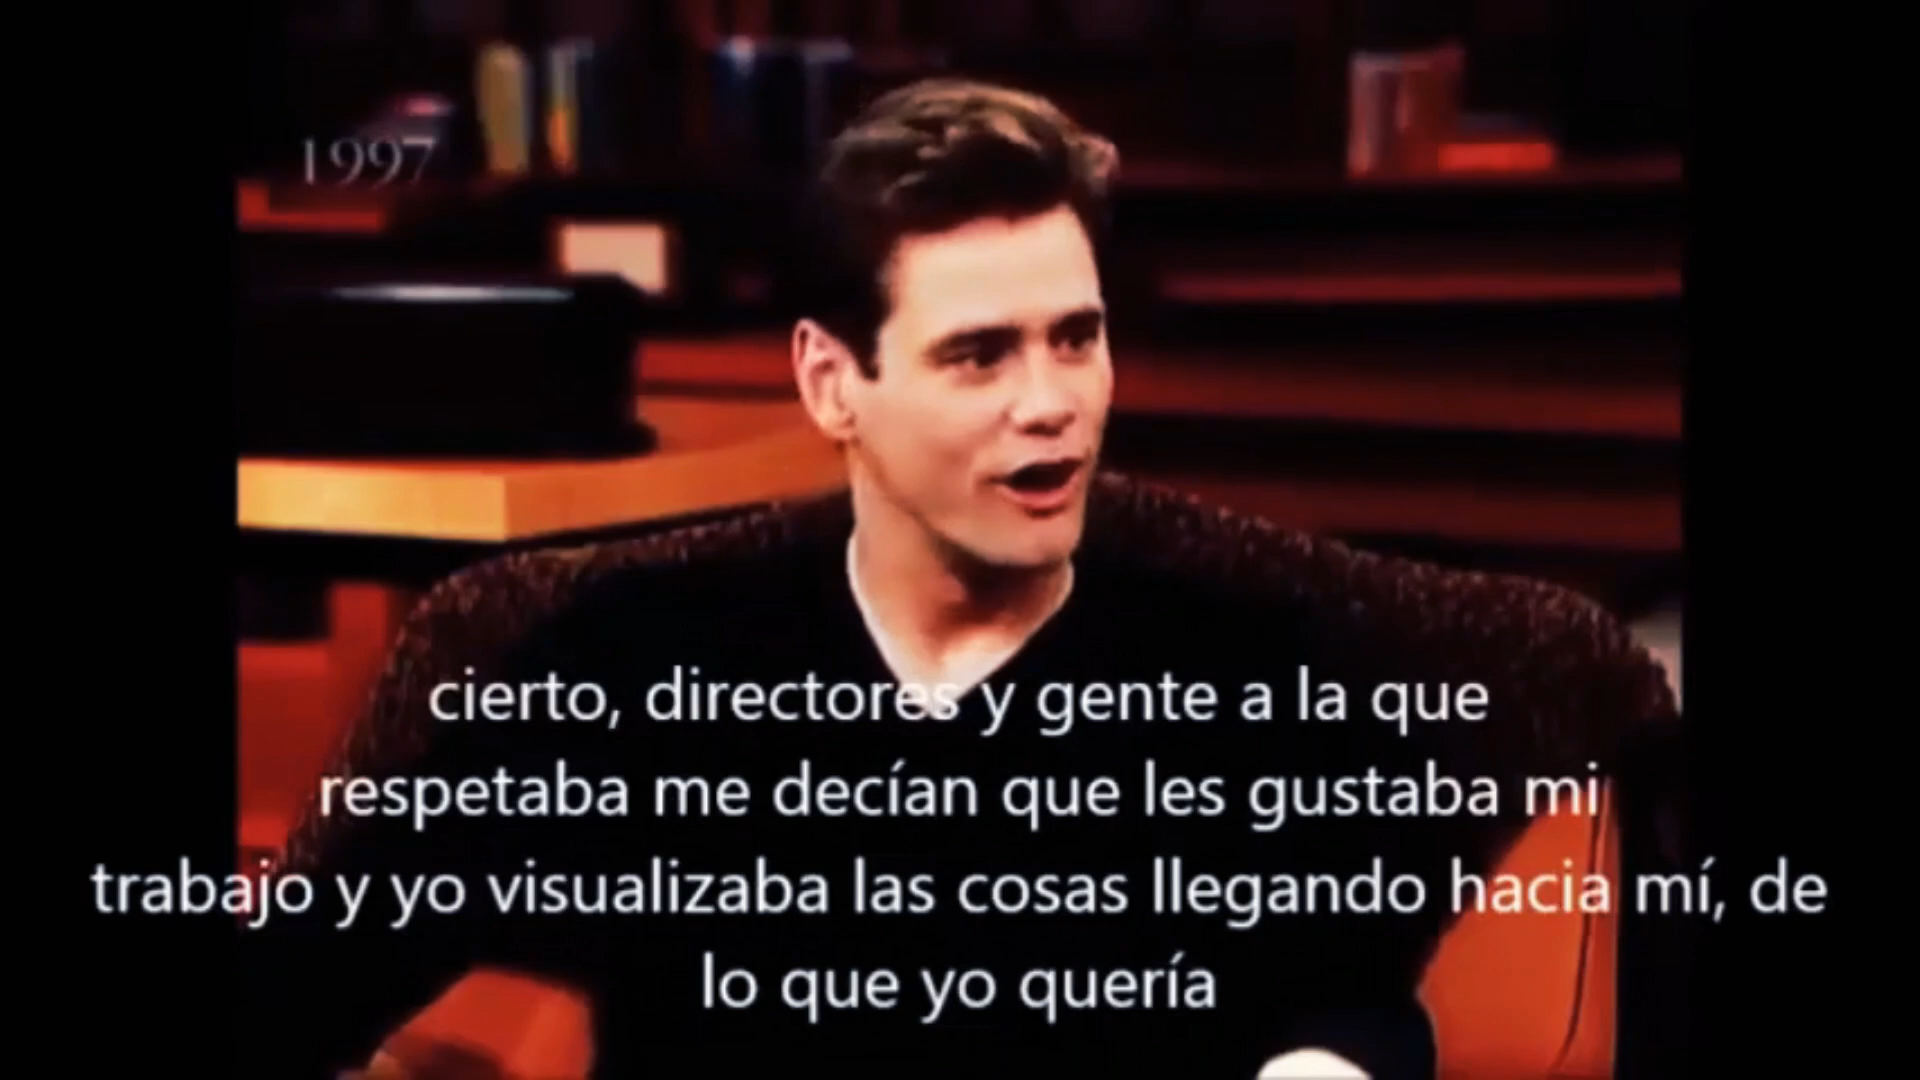 1997
cierto, directores y gente a la que
respetaba me decían que les gustaba mi
trabajo y yo visualizaba las cosas llegando hacia mí, de
lo que yo quería